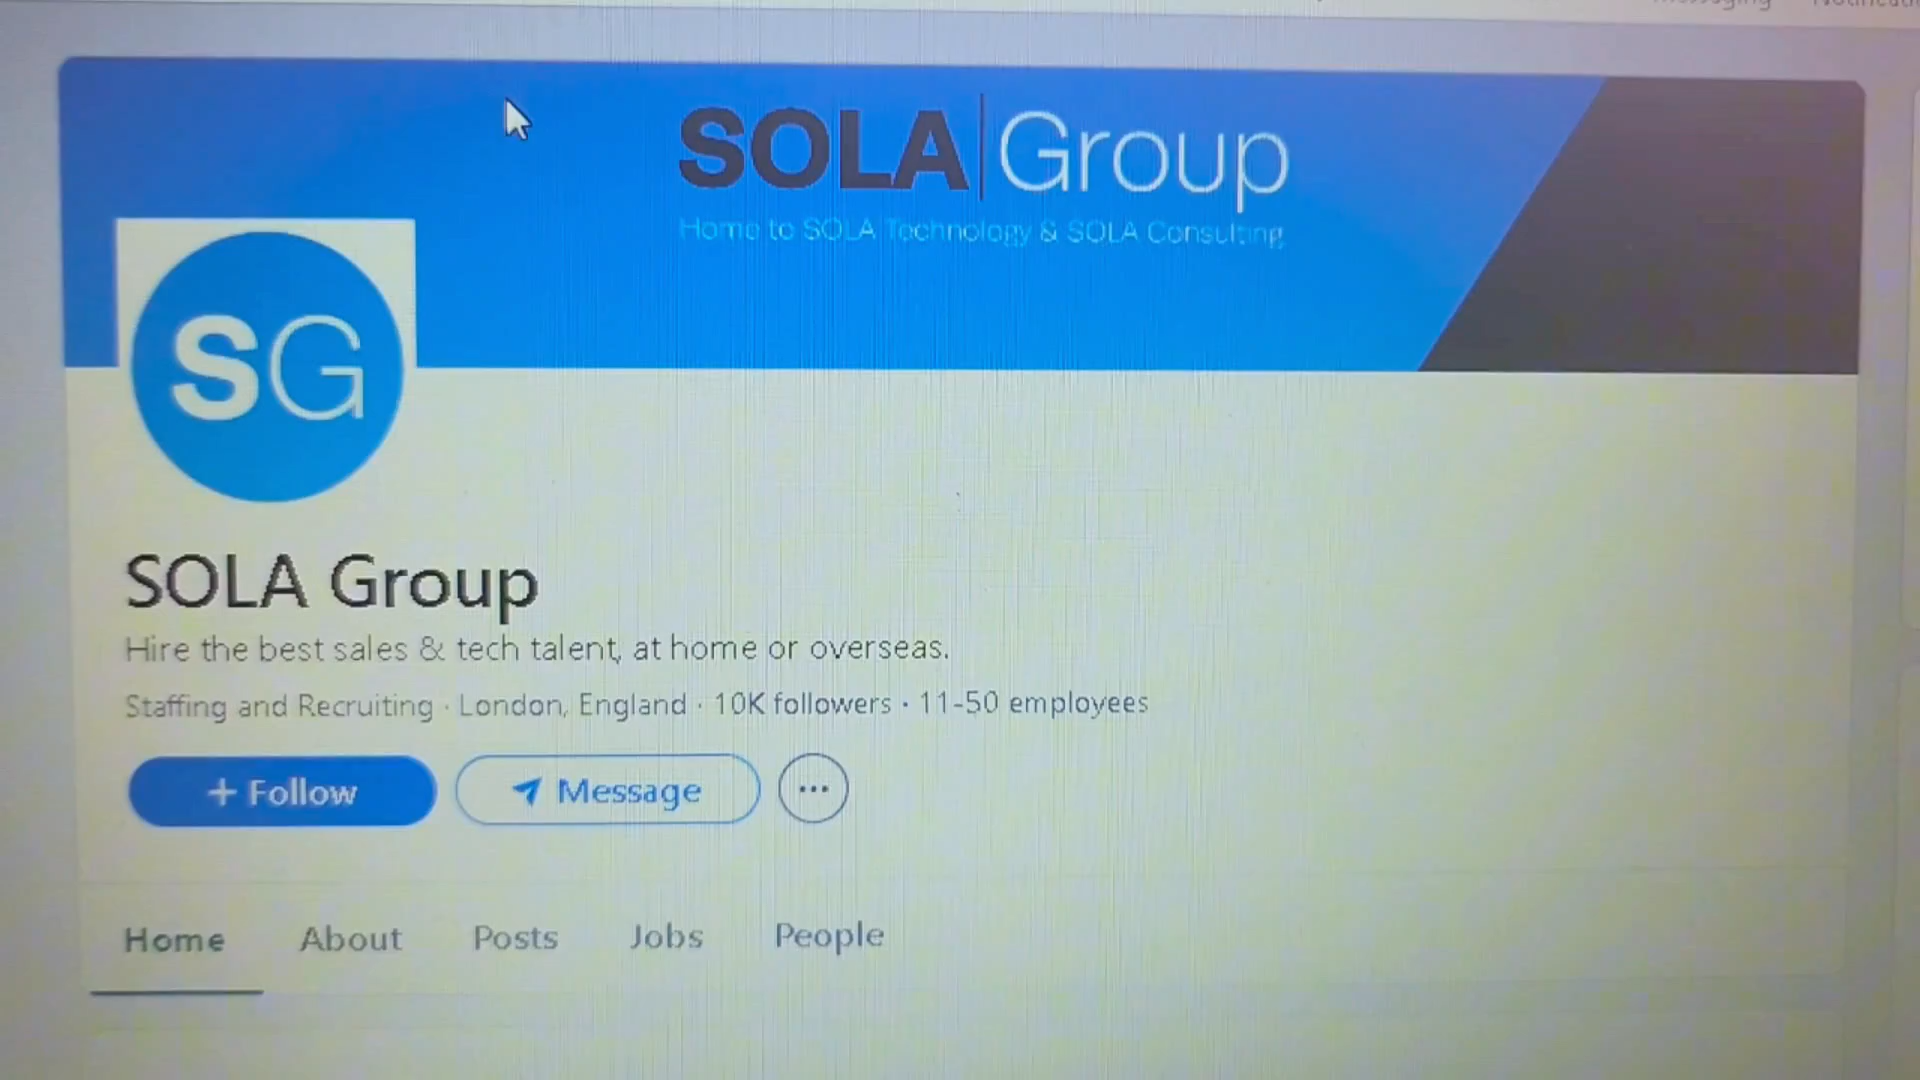 Messaging
SOLA|Group
Home to SOLA Technology & SOLA Consulting
SG
SOLA Group
Hire the best sales & tech talent, at home or overseas.
Staffing and Recruiting · London, England · 10K followers · 11-50 employees
+ Follow
Message
...
Home About Posts Jobs People